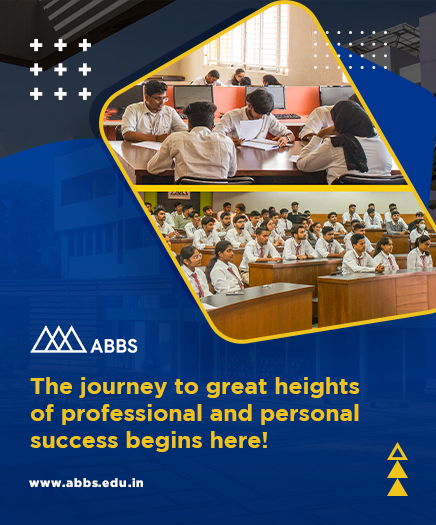 ABBS
The journey to great heights
of professional and personal
success begins here!
www.abbs.edu.in